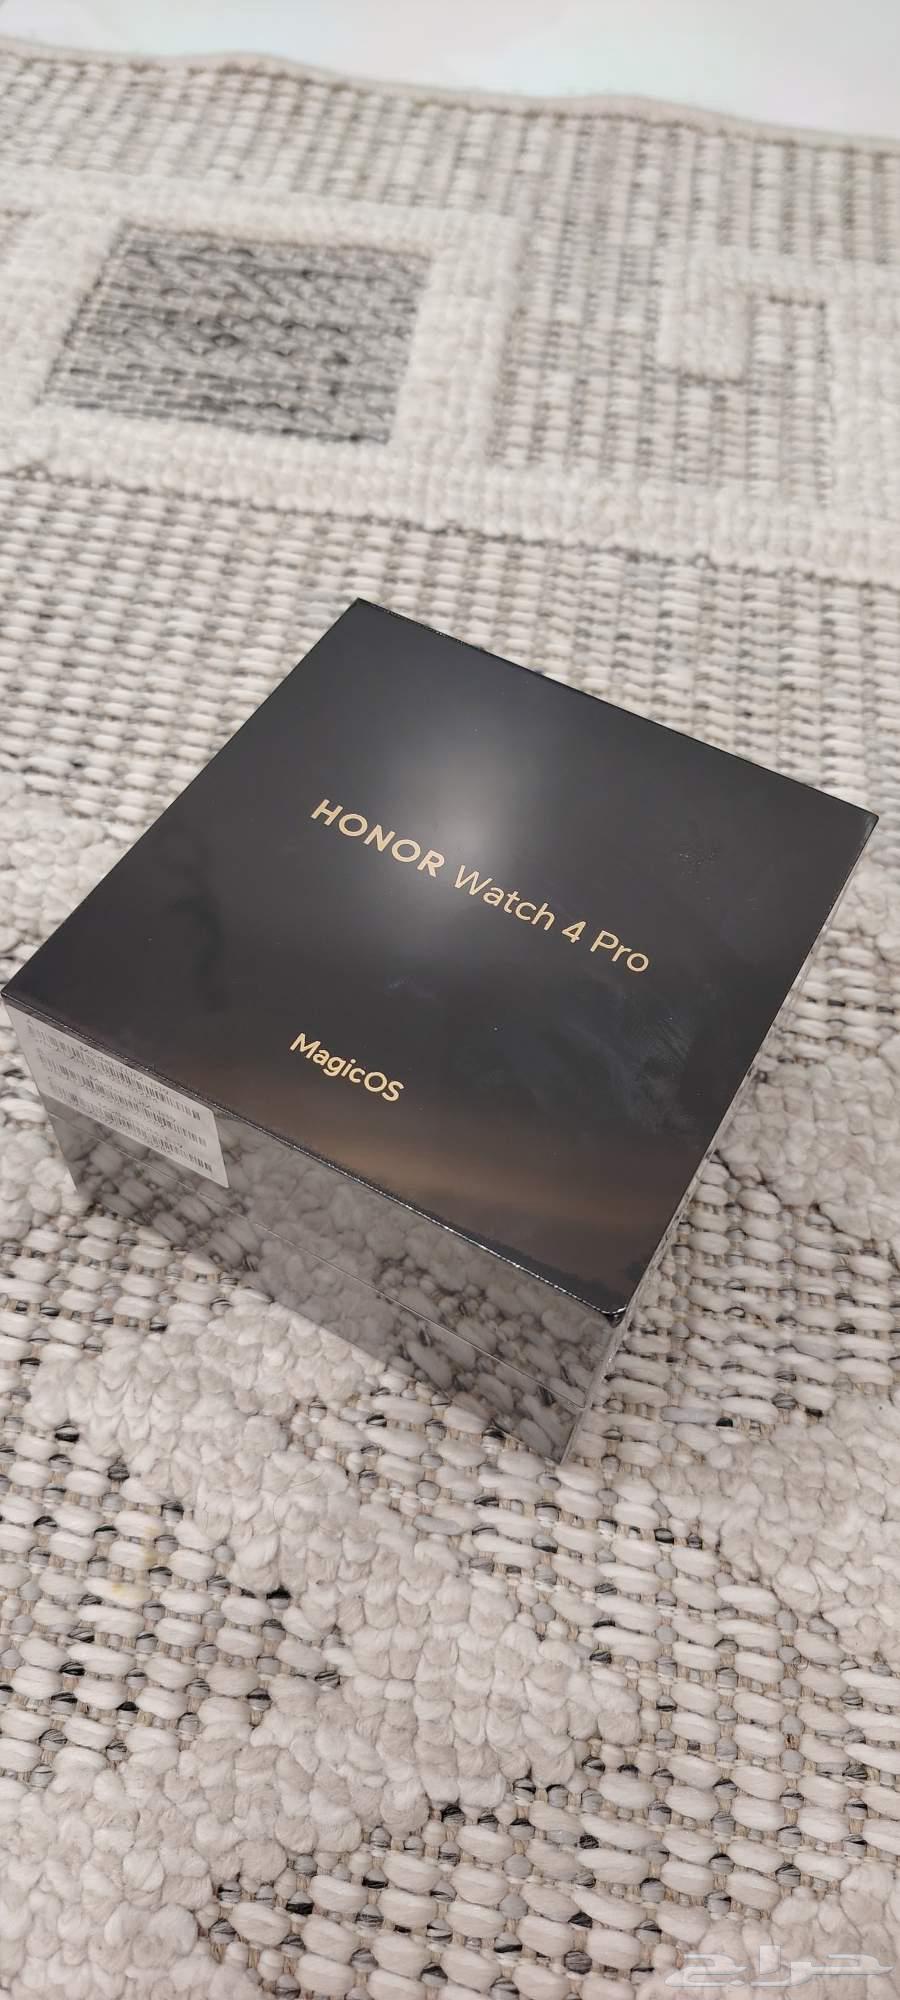 HONOR Watch 4 Pro
MagicOS
حراج